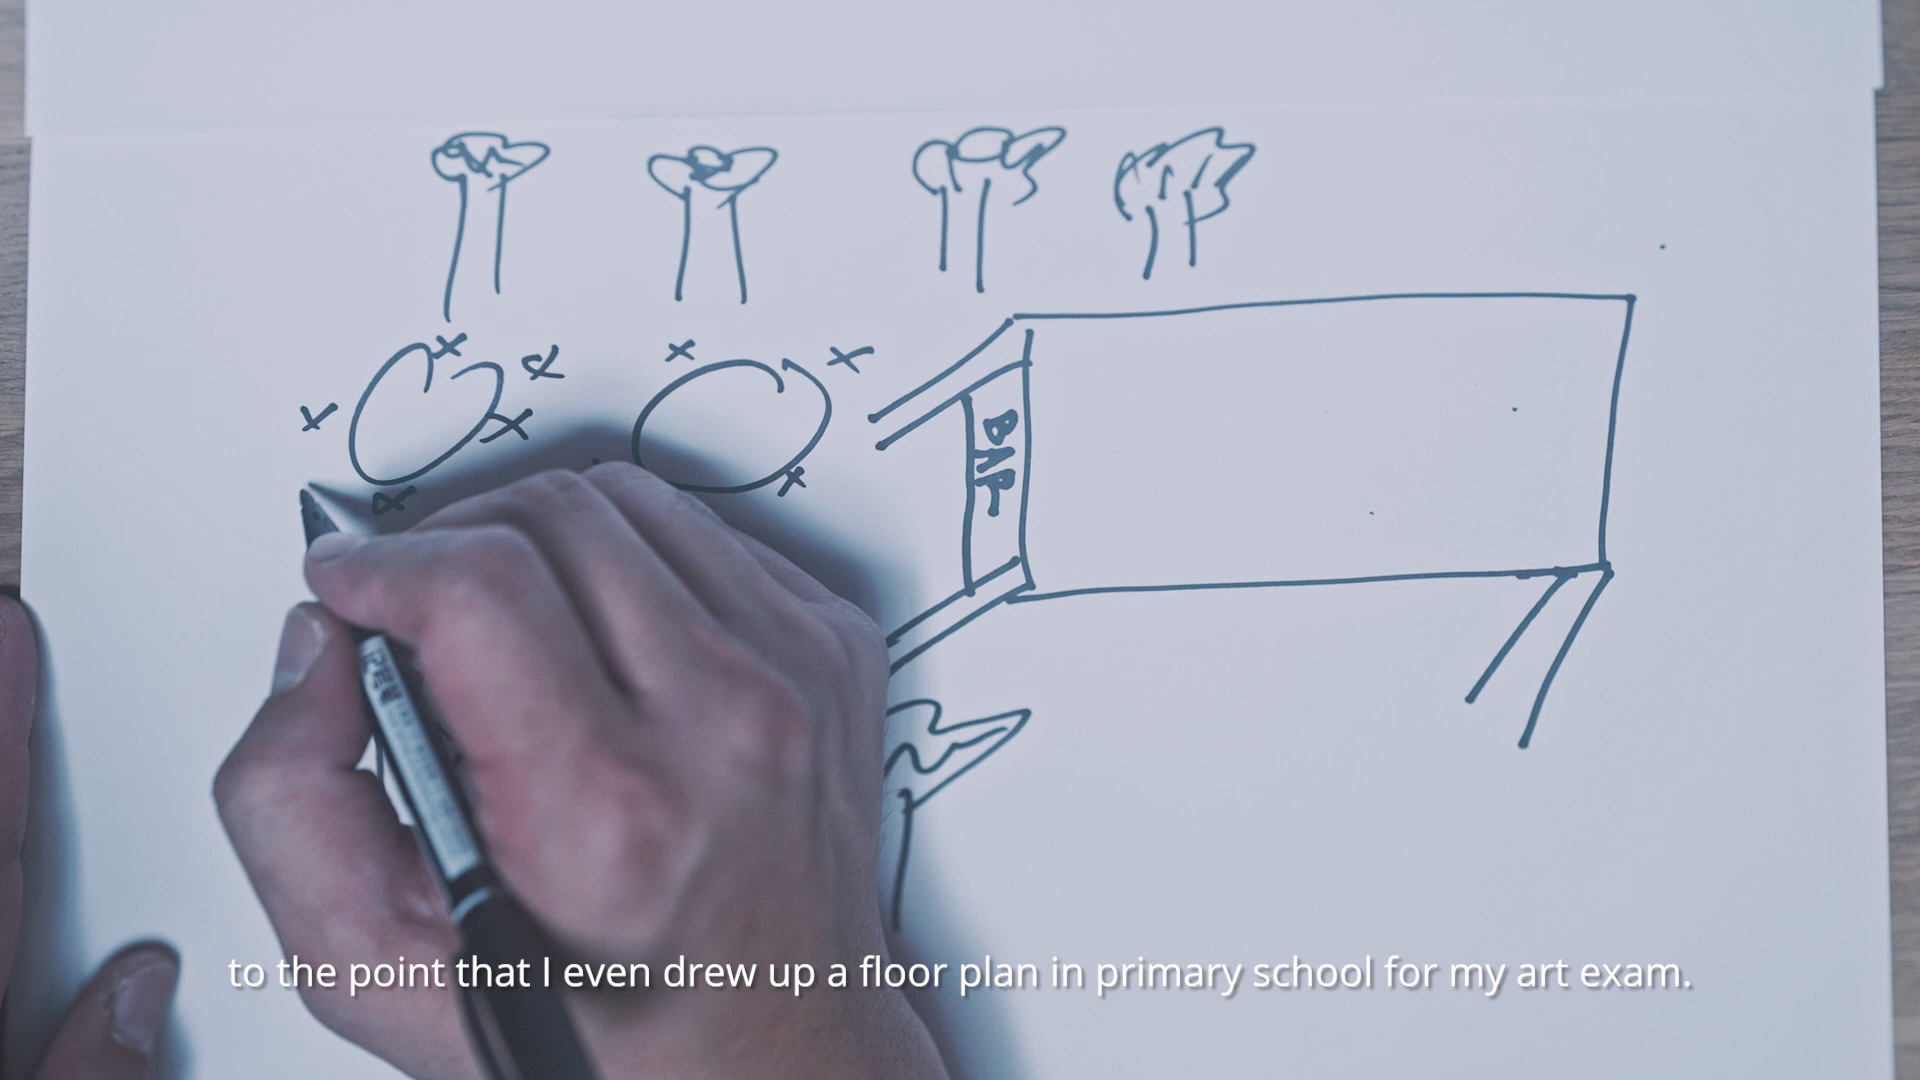 BAR
to the point that I even drew up a floor plan in primary school for my art exam.